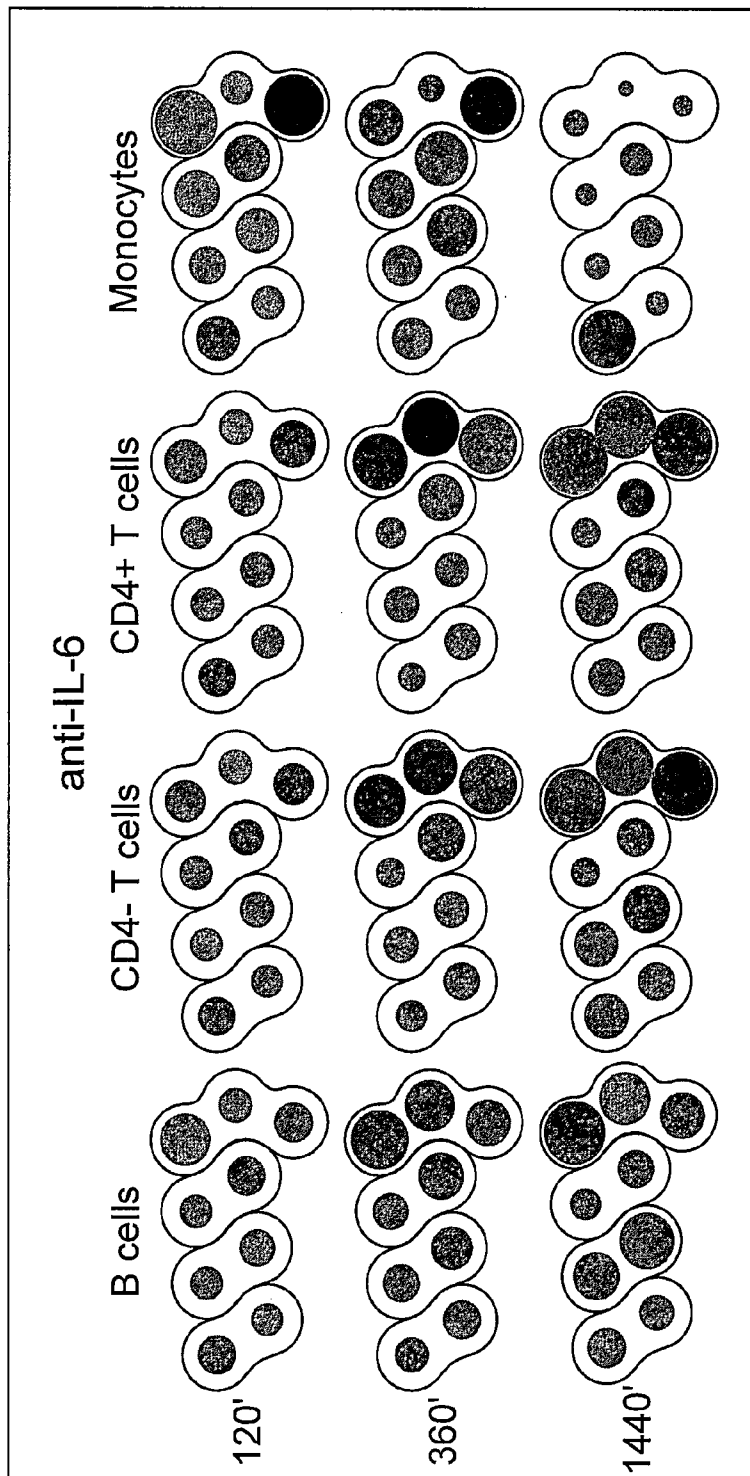 anti-IL-6
B cells
CD4- T cells
CD4+ T cells
Monocytes
120'
360'
1440'